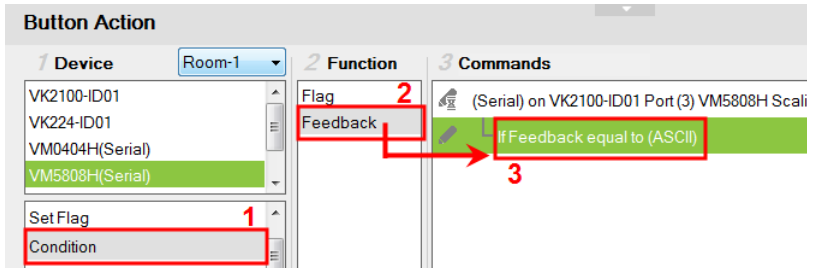 Button Action
1 Device
Room-1
2 Function
3 Commands
VK2100-ID01
VK224-ID01
VM0404H(Serial)
VM5808H(Serial)
Set Flag
1
Condition
Flag
2
Feedback
(Serial) on VK2100-ID01 Port (3) VM5808H Scali
If Feedback equal to (ASCII)
3